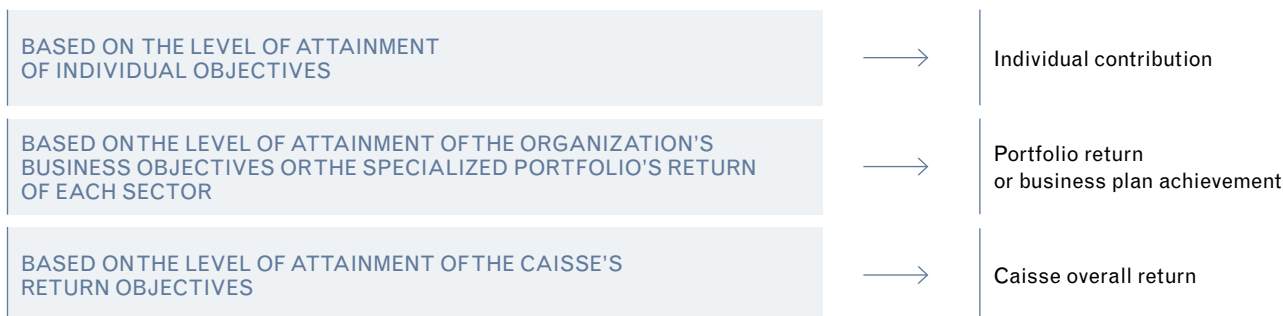 BASED ON THE LEVEL OF ATTAINMENT
OF INDIVIDUAL OBJECTIVES
Individual contribution
BASED ON THE LEVEL OF ATTAINMENT OF THE ORGANIZATION'S
BUSINESS OBJECTIVES OR THE SPECIALIZED PORTFOLIO'S RETURN
OF EACH SECTOR
Portfolio return
or business plan achievement
BASED ON THE LEVEL OF ATTAINMENT OF THE CAISSE'S
RETURN OBJECTIVES
Caisse overall return